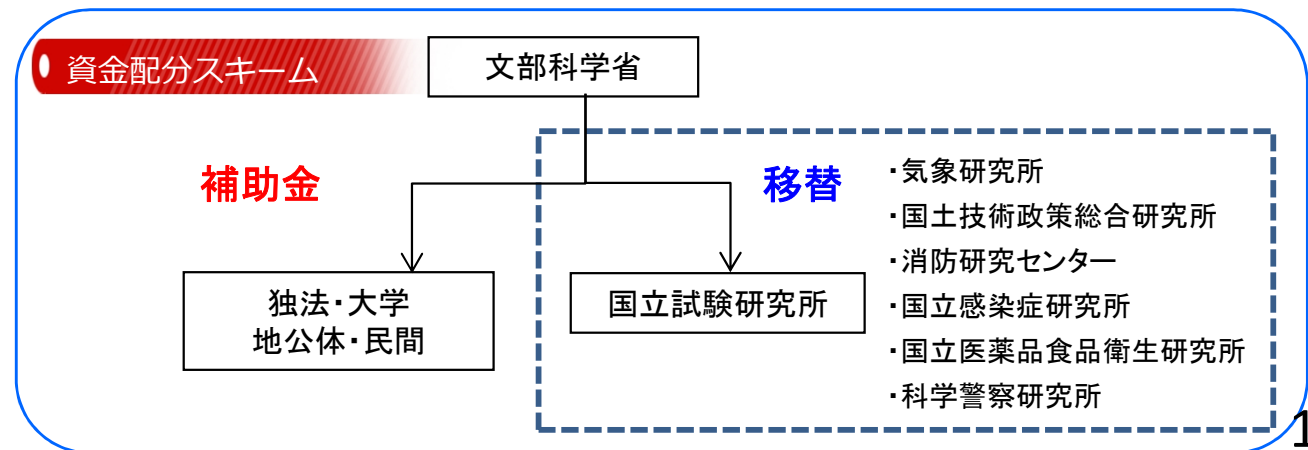 資金配分スキーム
文部科学省
補助金
移替
独法・大学
地公体・民間
国立試験研究所
・気象研究所
・国土技術政策総合研究所
・消防研究センター
・国立感染症研究所
・国立医薬品食品衛生研究所
・科学警察研究所
1